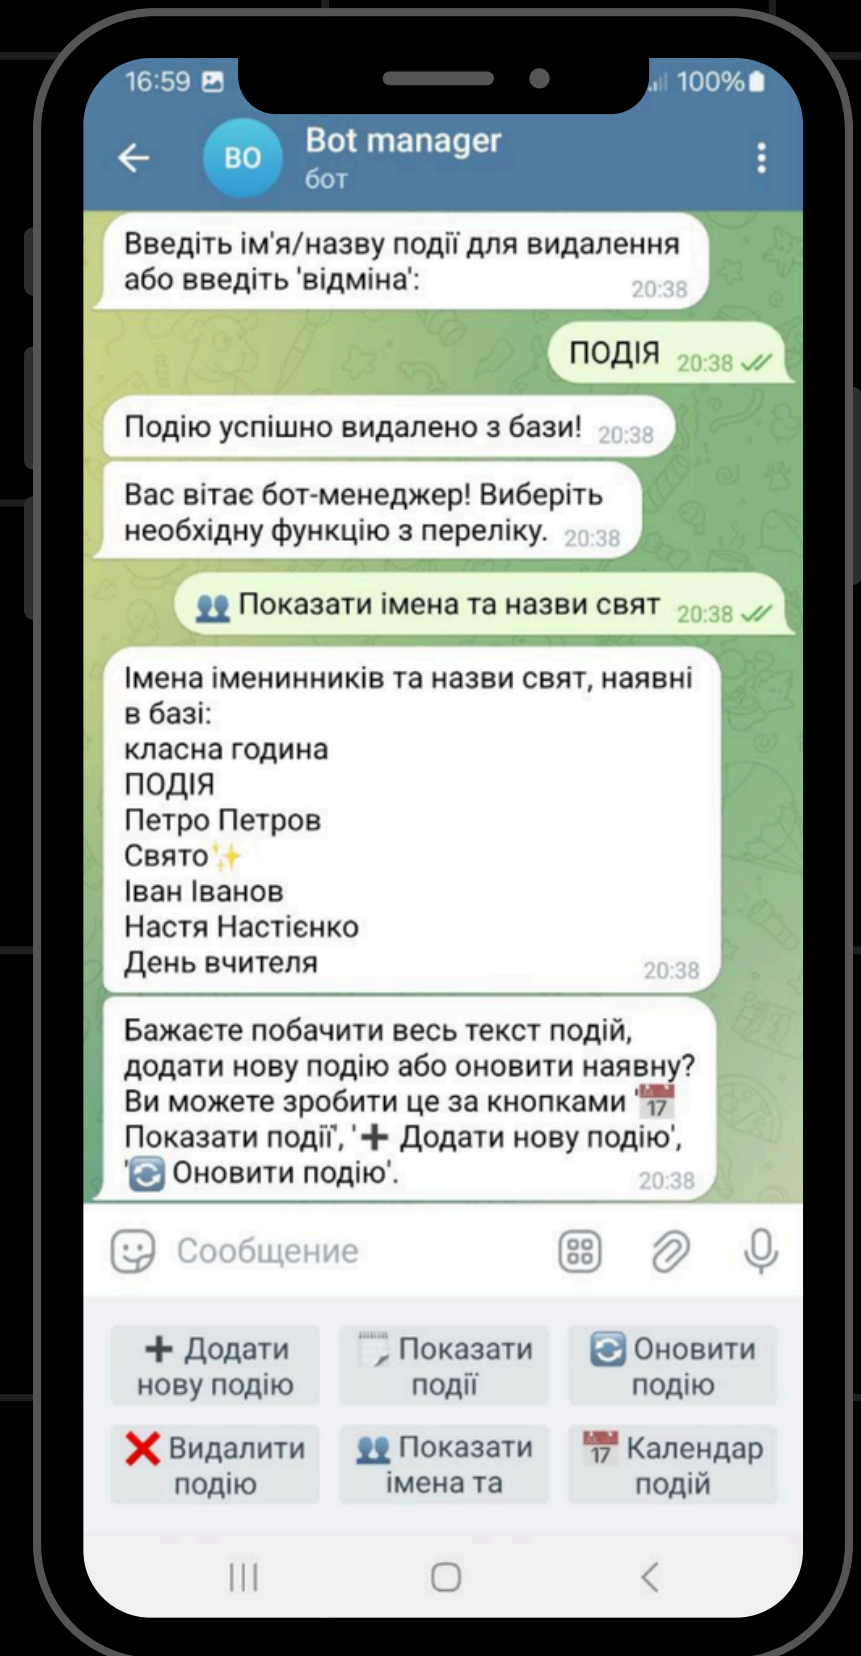 16:59
100%
BO
Bot manager
бот
Введіть ім'я/назву події для видалення
або введіть 'відміна':
20:38
ПОДІЯ 20:38
Подію успішно видалено з бази! 20:38
Вас вітає бот-менеджер! Виберіть
необхідну функцію з переліку. 20:38
👥 Показати імена та назви свят 20:38
Імена іменинників та назви свят, наявні
в базі:
класна година
ПОДІЯ
Петро Петров
Свято✨
Іван Іванов
Настя Настієнко
День вчителя
20:38
Бажаєте побачити весь текст подій,
додати нову подію або оновити наявну?
Ви можете зробити це за кнопками '📅
Показати події', '➕ Додати нову подію',
'🔄 Оновити подію'.
20:38
Сообщение
➕ Додати
нову подію
🗒 Показати
події
🔄 Оновити
подію
❌ Видалити
подію
👥 Показати
імена та
📅 Календар
подій